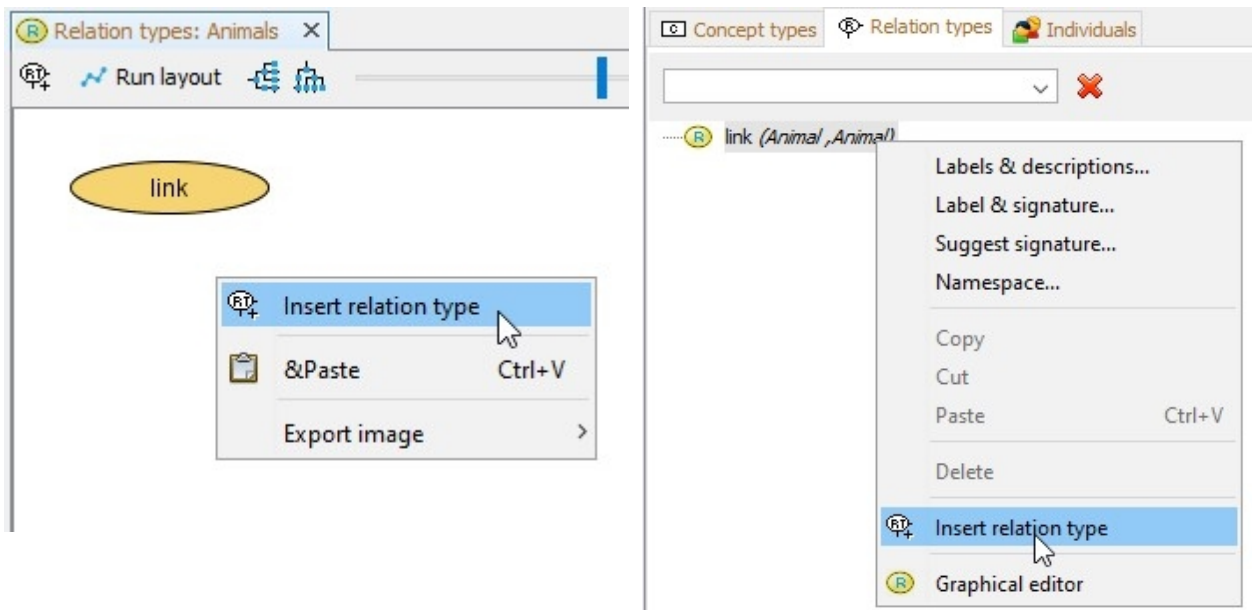 Relation types: Animals
Run layout
link
Insert relation type
&Paste Ctrl+V
Export image
Concept types Relation types Individuals
link (Animal ,Animal)
Labels & descriptions...
Label & signature...
Suggest signature...
Namespace...
Copy
Cut
Paste Ctrl+V
Delete
Insert relation type
Graphical editor